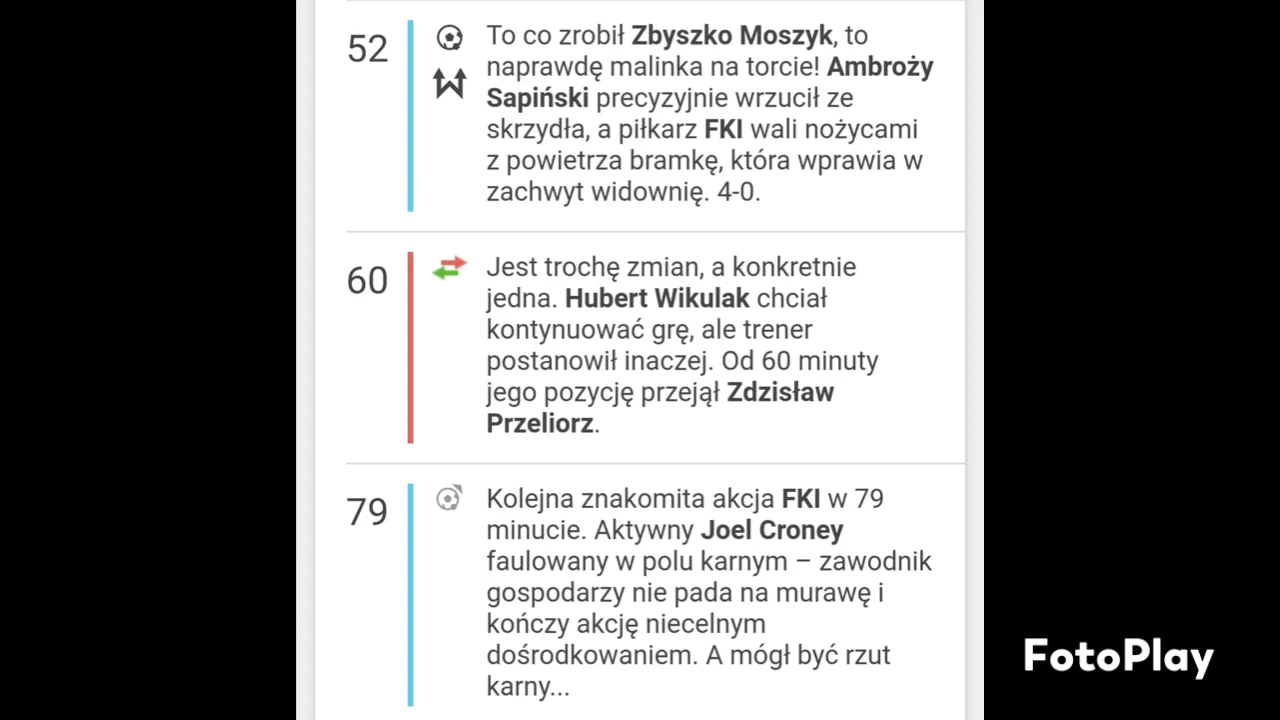 52
To co zrobił Zbyszko Moszyk, to
naprawdę malinka na torcie! Ambroży
Sapiński precyzyjnie wrzucił ze
skrzydła, a piłkarz FKI wali nożycami
z powietrza bramkę, która wprawia w
zachwyt widownię. 4-0.
60
Jest trochę zmian, a konkretnie
jedna. Hubert Wikulak chciał
kontynuować grę, ale trener
postanowił inaczej. Od 60 minuty
jego pozycję przejął Zdzisław
Przeliorz.
79
Kolejna znakomita akcja FKI w 79
minucie. Aktywny Joel Croney
faulowany w polu karnym – zawodnik
gospodarzy nie pada na murawę i
kończy akcję niecelnym
dośrodkowaniem. A mógł być rzut
karny...
FotoPlay